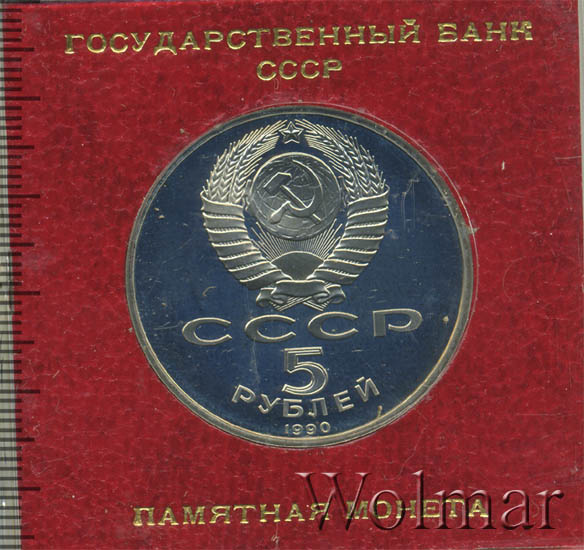 ГОСУДАРСТВЕННЫЙ БАНК
СССР
СССР
5
РУБЛЕЙ
1990
Wolmar
ПАМЯТНАЯ МОНЕТА